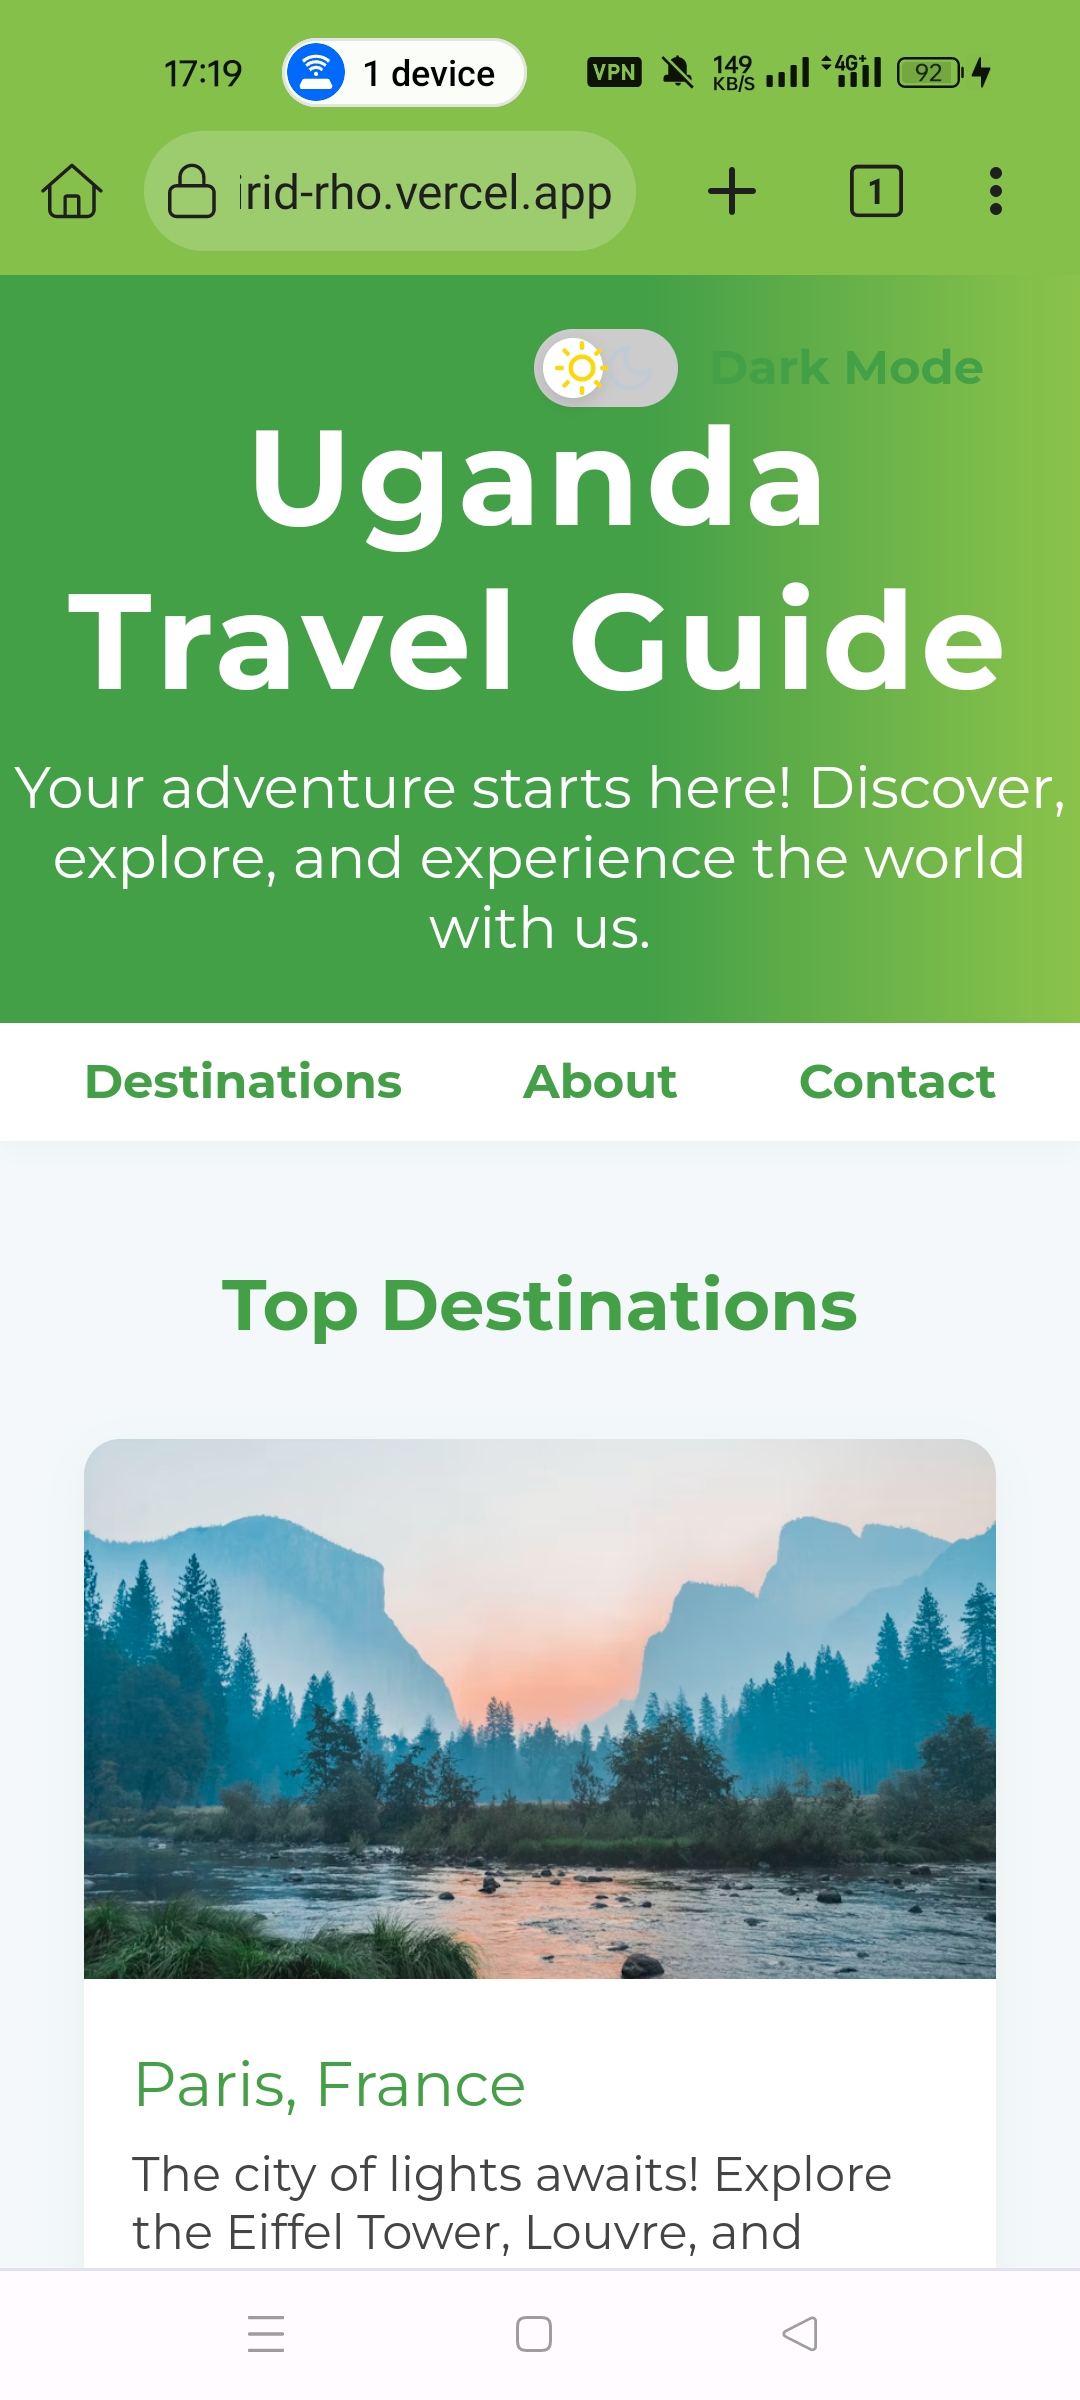 17:19
1 device
VPN
149
KB/S
4G+
92
irid-rho.vercel.app
1
Dark Mode
Uganda
Travel Guide
Your adventure starts here! Discover,
explore, and experience the world
with us.
Destinations
About
Contact
Top Destinations
Paris, France
The city of lights awaits! Explore
the Eiffel Tower, Louvre, and